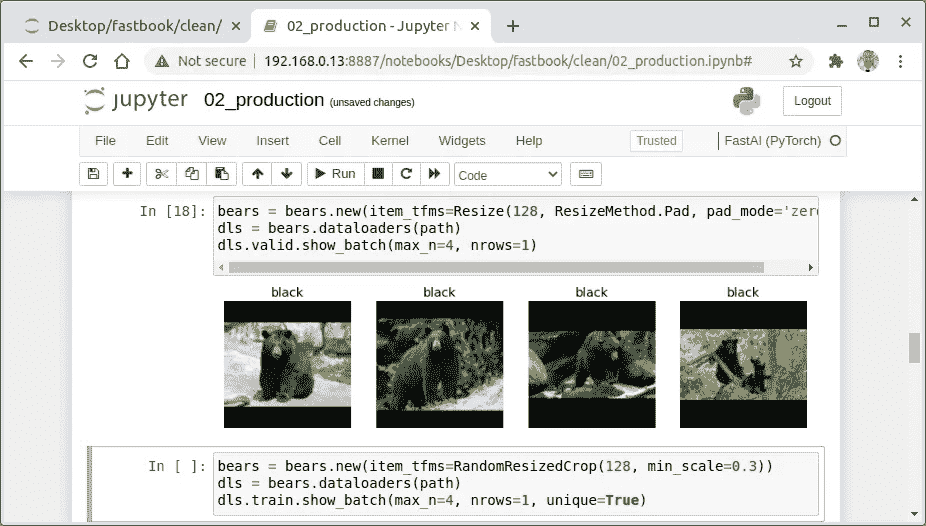 Desktop/fastbook/clean/
02_production - Jupyter N
Not secure 192.168.0.13:8887/notebooks/Desktop/fastbook/clean/02_production.ipynb#
jupyter 02_production (unsaved changes) Logout
File Edit View Insert Cell Kernel Widgets Help Trusted FastAI (PyTorch)
Run Code
In [18]: bears = bears.new(item_tfms=Resize(128, ResizeMethod.Pad, pad_mode='zero
dls = bears.dataloaders(path)
dls.valid.show_batch(max_n=4, nrows=1)
black black black black
In [ ]: bears = bears.new(item_tfms=RandomResizedCrop(128, min_scale=0.3))
dls = bears.dataloaders(path)
dls.train.show_batch(max_n=4, nrows=1, unique=True)